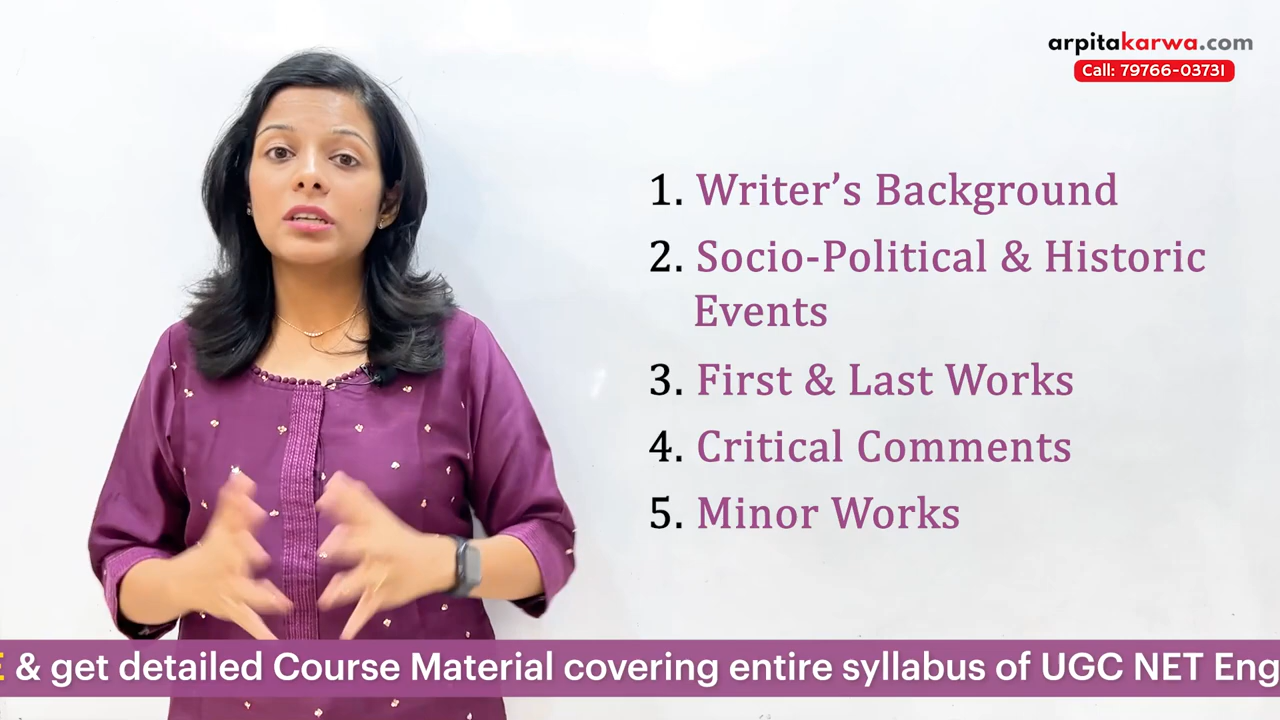 arpitakarwa.com
Call: 79766-03731
1. Writer’s Background
2. Socio-Political & Historic
Events
3. First & Last Works
4. Critical Comments
5. Minor Works
& get detailed Course Material covering entire syllabus of UGC NET Eng